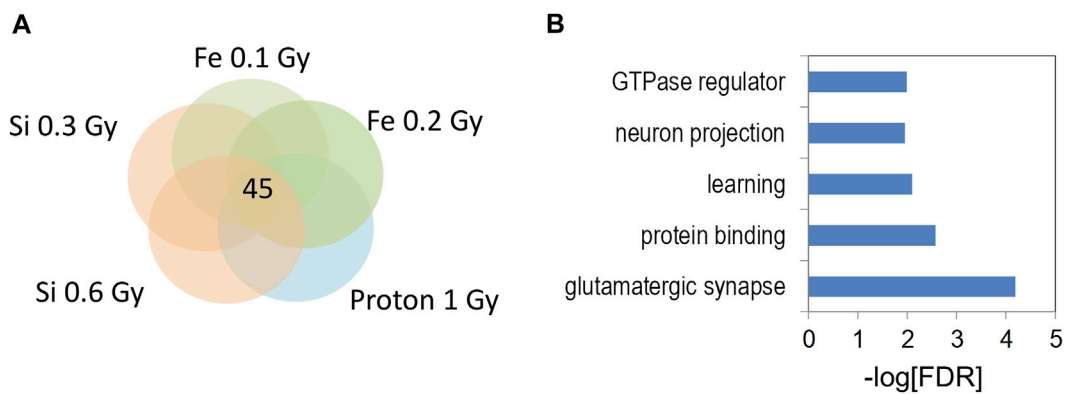 A
Fe 0.1 Gy
Si 0.3 Gy
Fe 0.2 Gy
45
Si 0.6 Gy
Proton 1 Gy
B
GTPase regulator
neuron projection
learning
protein binding
glutamatergic synapse
0 1 2 3 4 5
-log[FDR]